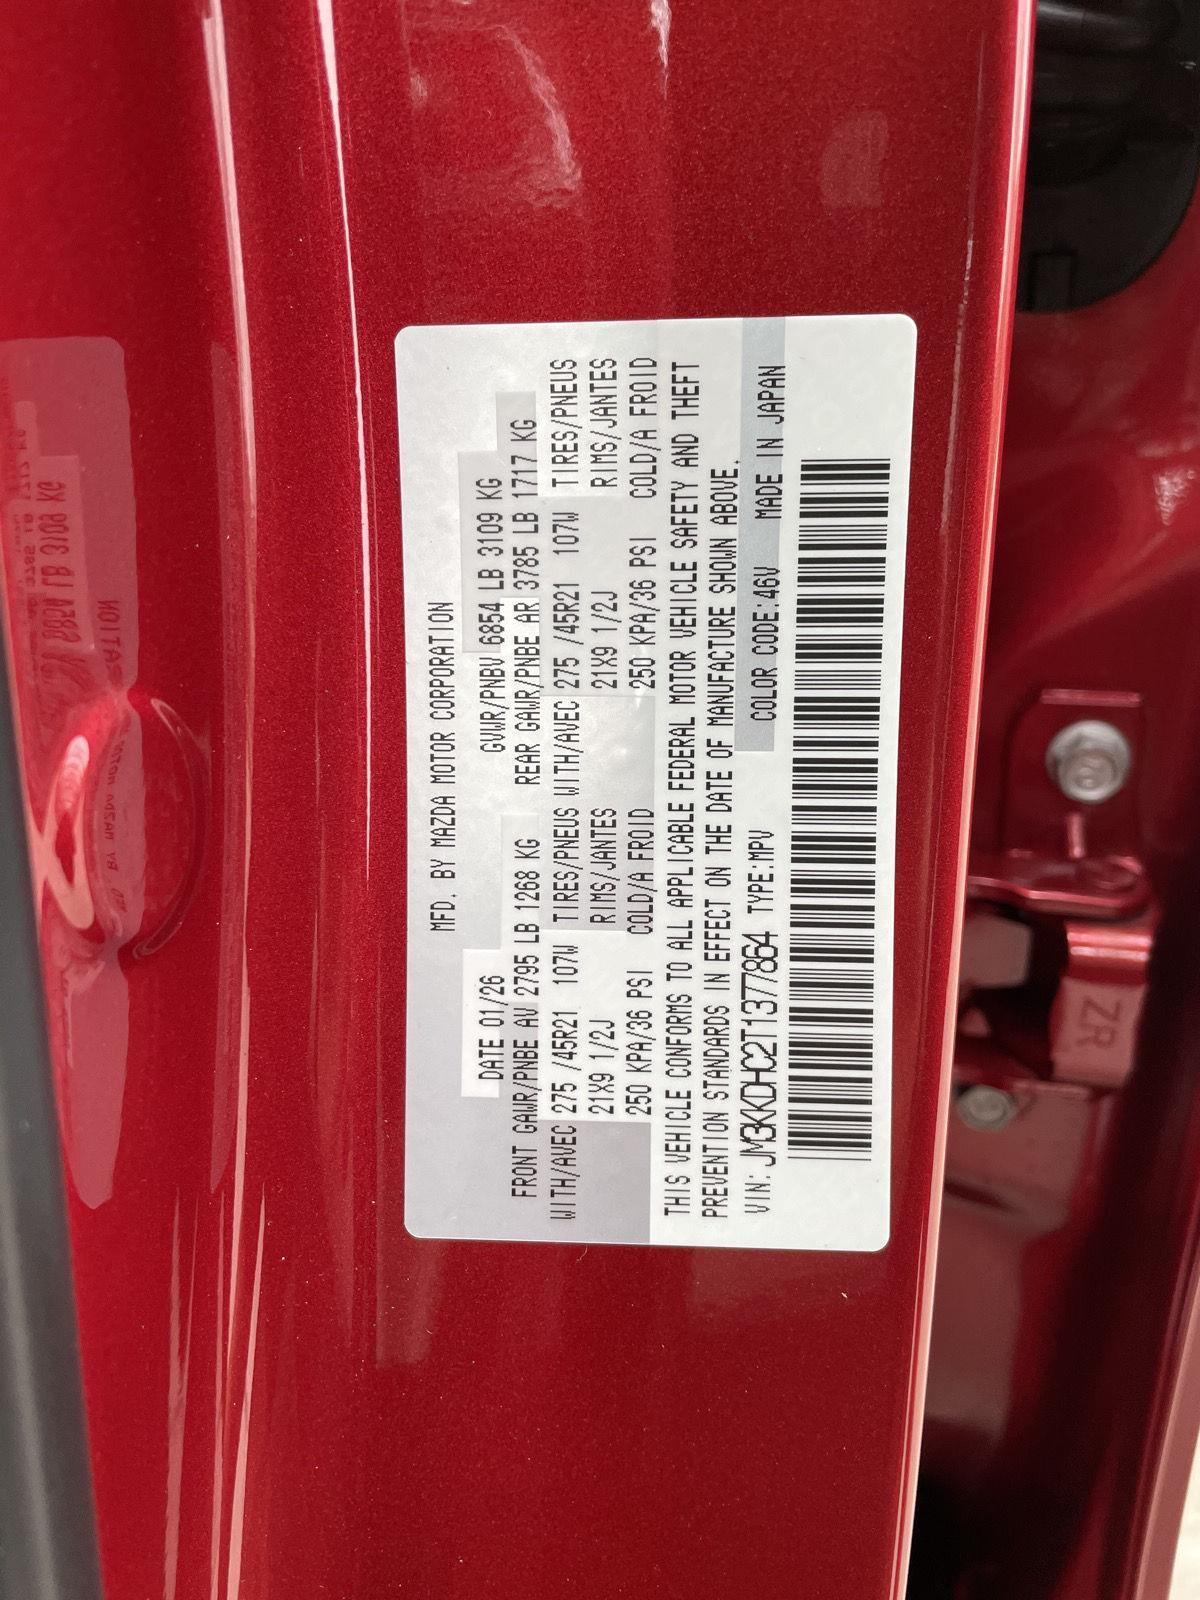 MFD. BY MAZDA MOTOR CORPORATION
DATE 01/26 GVWR/PNBV 6854 LB 3109 KG
FRONT GAWR/PNBE AV 2795 LB 1268 KG REAR GAWR/PNBE AR 3785 LB 1717 KG
WITH/AVEC 275 /45R21 107W TIRES/PNEUS WITH/AVEC 275 /45R21 107W TIRES/PNEUS
21X9 1/2J RIMS/JANTES 21X9 1/2J RIMS/JANTES
250 KPA/36 PSI COLD/A FROID 250 KPA/36 PSI COLD/A FROID
THIS VEHICLE CONFORMS TO ALL APPLICABLE FEDERAL MOTOR VEHICLE SAFETY AND THEFT
PREVENTION STANDARDS IN EFFECT ON THE DATE OF MANUFACTURE SHOWN ABOVE.
VIN: JM3KKDHC2T1377864 TYPE:MPV COLOR CODE:46V MADE IN JAPAN
ZR